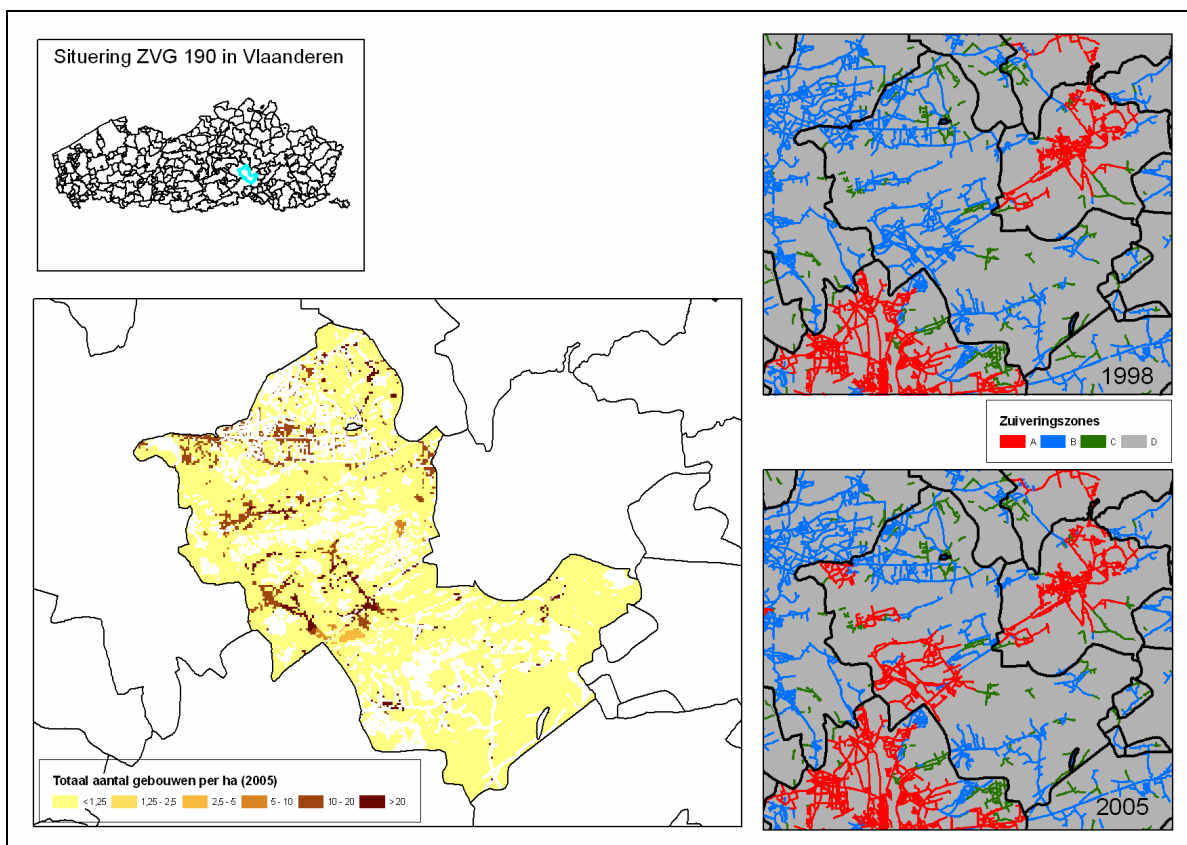 Situering ZVG 190 in Vlaanderen
1998
Zuiveringszones
A B C D
2005
Totaal aantal gebouwen per ha (2005)
< 1,25 1,25 - 2,5 2,5 - 5 5 - 10 10 - 20 > 20